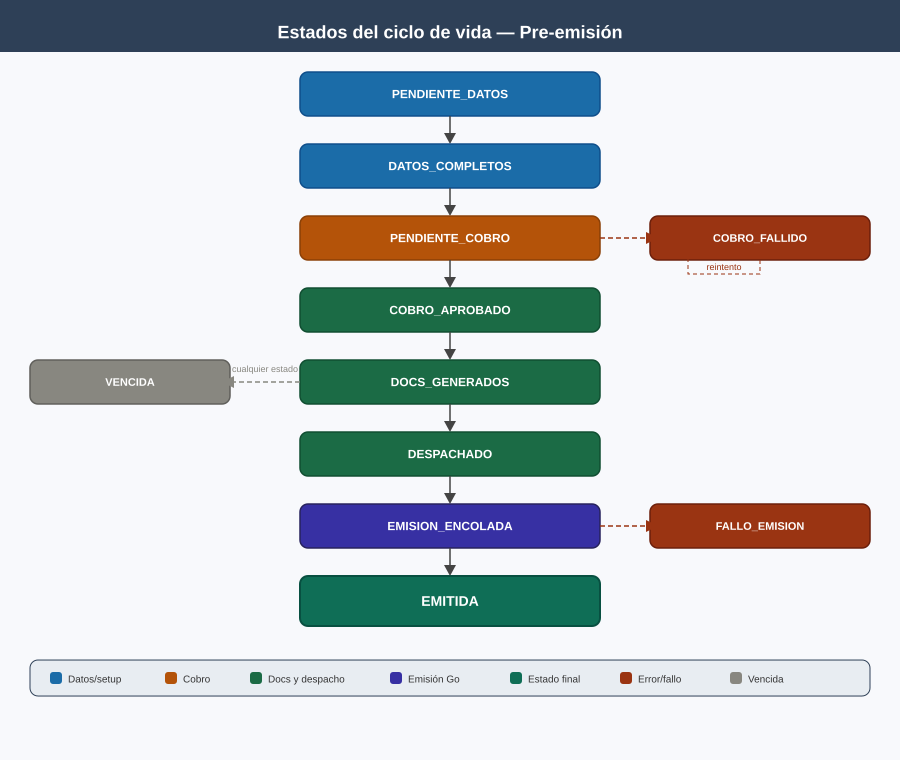 Estados del ciclo de vida — Pre-emisión
PENDIENTE_DATOS
DATOS_COMPLETOS
PENDIENTE_COBRO
COBRO_FALLIDO
reintento
COBRO_APROBADO
VENCIDA
cualquier estado
DOCS_GENERADOS
DESPACHADO
EMISION_ENCOLADA
FALLO_EMISION
EMITIDA
Datos/setup
Cobro
Docs y despacho
Emisión Go
Estado final
Error/fallo
Vencida